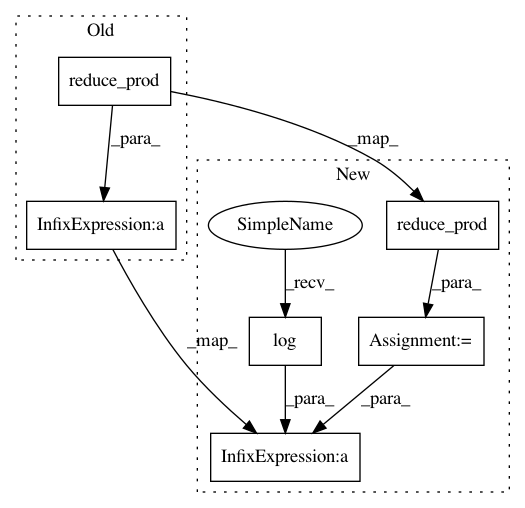 Old
reduce_prod
_para_
_map_
New
InfixExpression:a
SimpleName
reduce_prod
_recv_
_para_
_map_
log
Assignment:=
_para_
_para_
InfixExpression:a